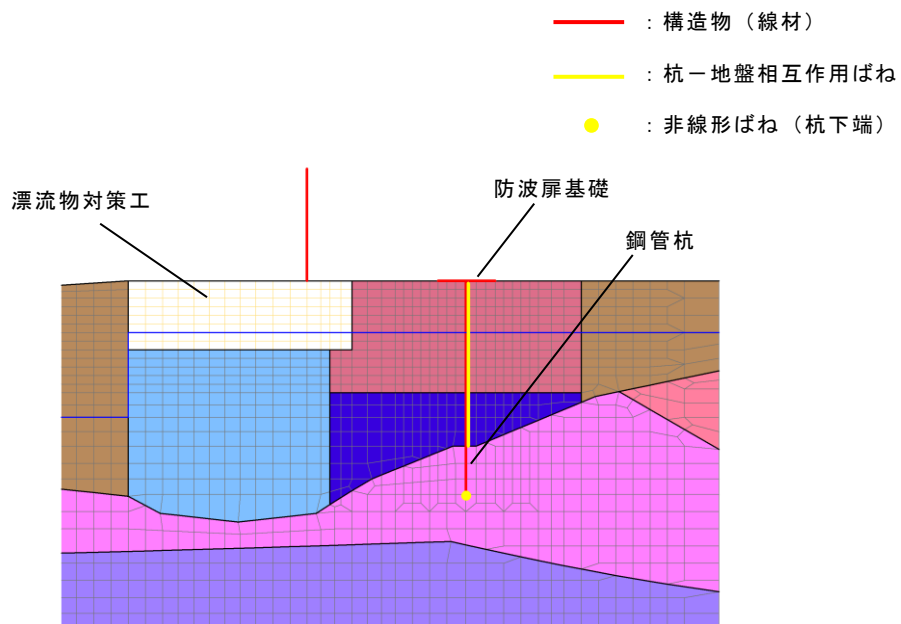 ：構造物（線材）
：杭－地盤相互作用ばね
：非線形ばね（杭下端）
漂流物対策工
防波扉基礎
鋼管杭